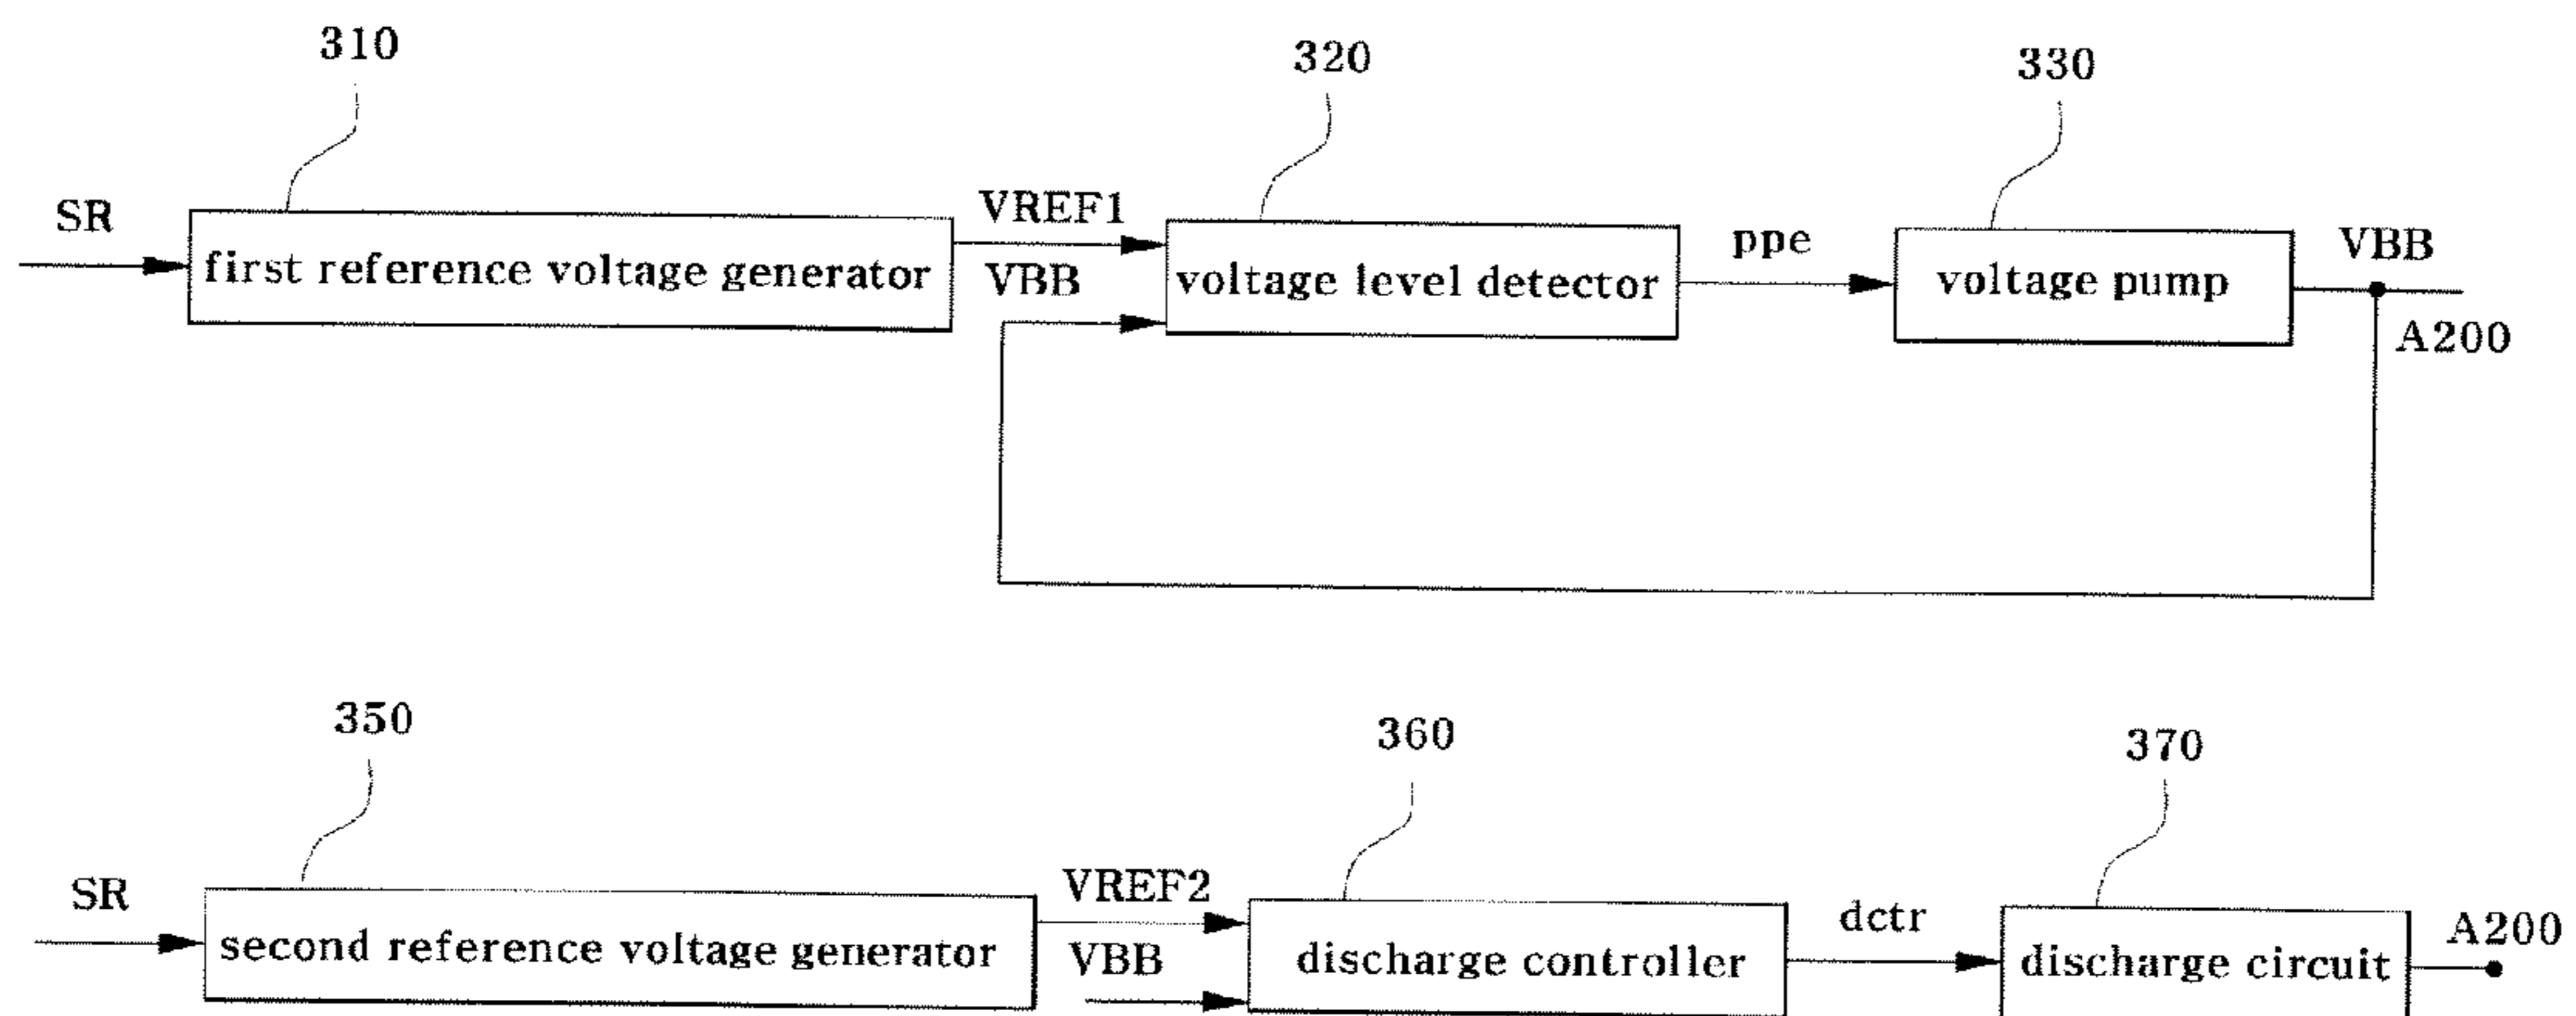 310
320
330
SR
first reference voltage generator
VREF1
VBB
voltage level detector
ppe
voltage pump
VBB
A200
350
360
370
SR
second reference voltage generator
VREF2
VBB
discharge controller
dctr
discharge circuit
A200